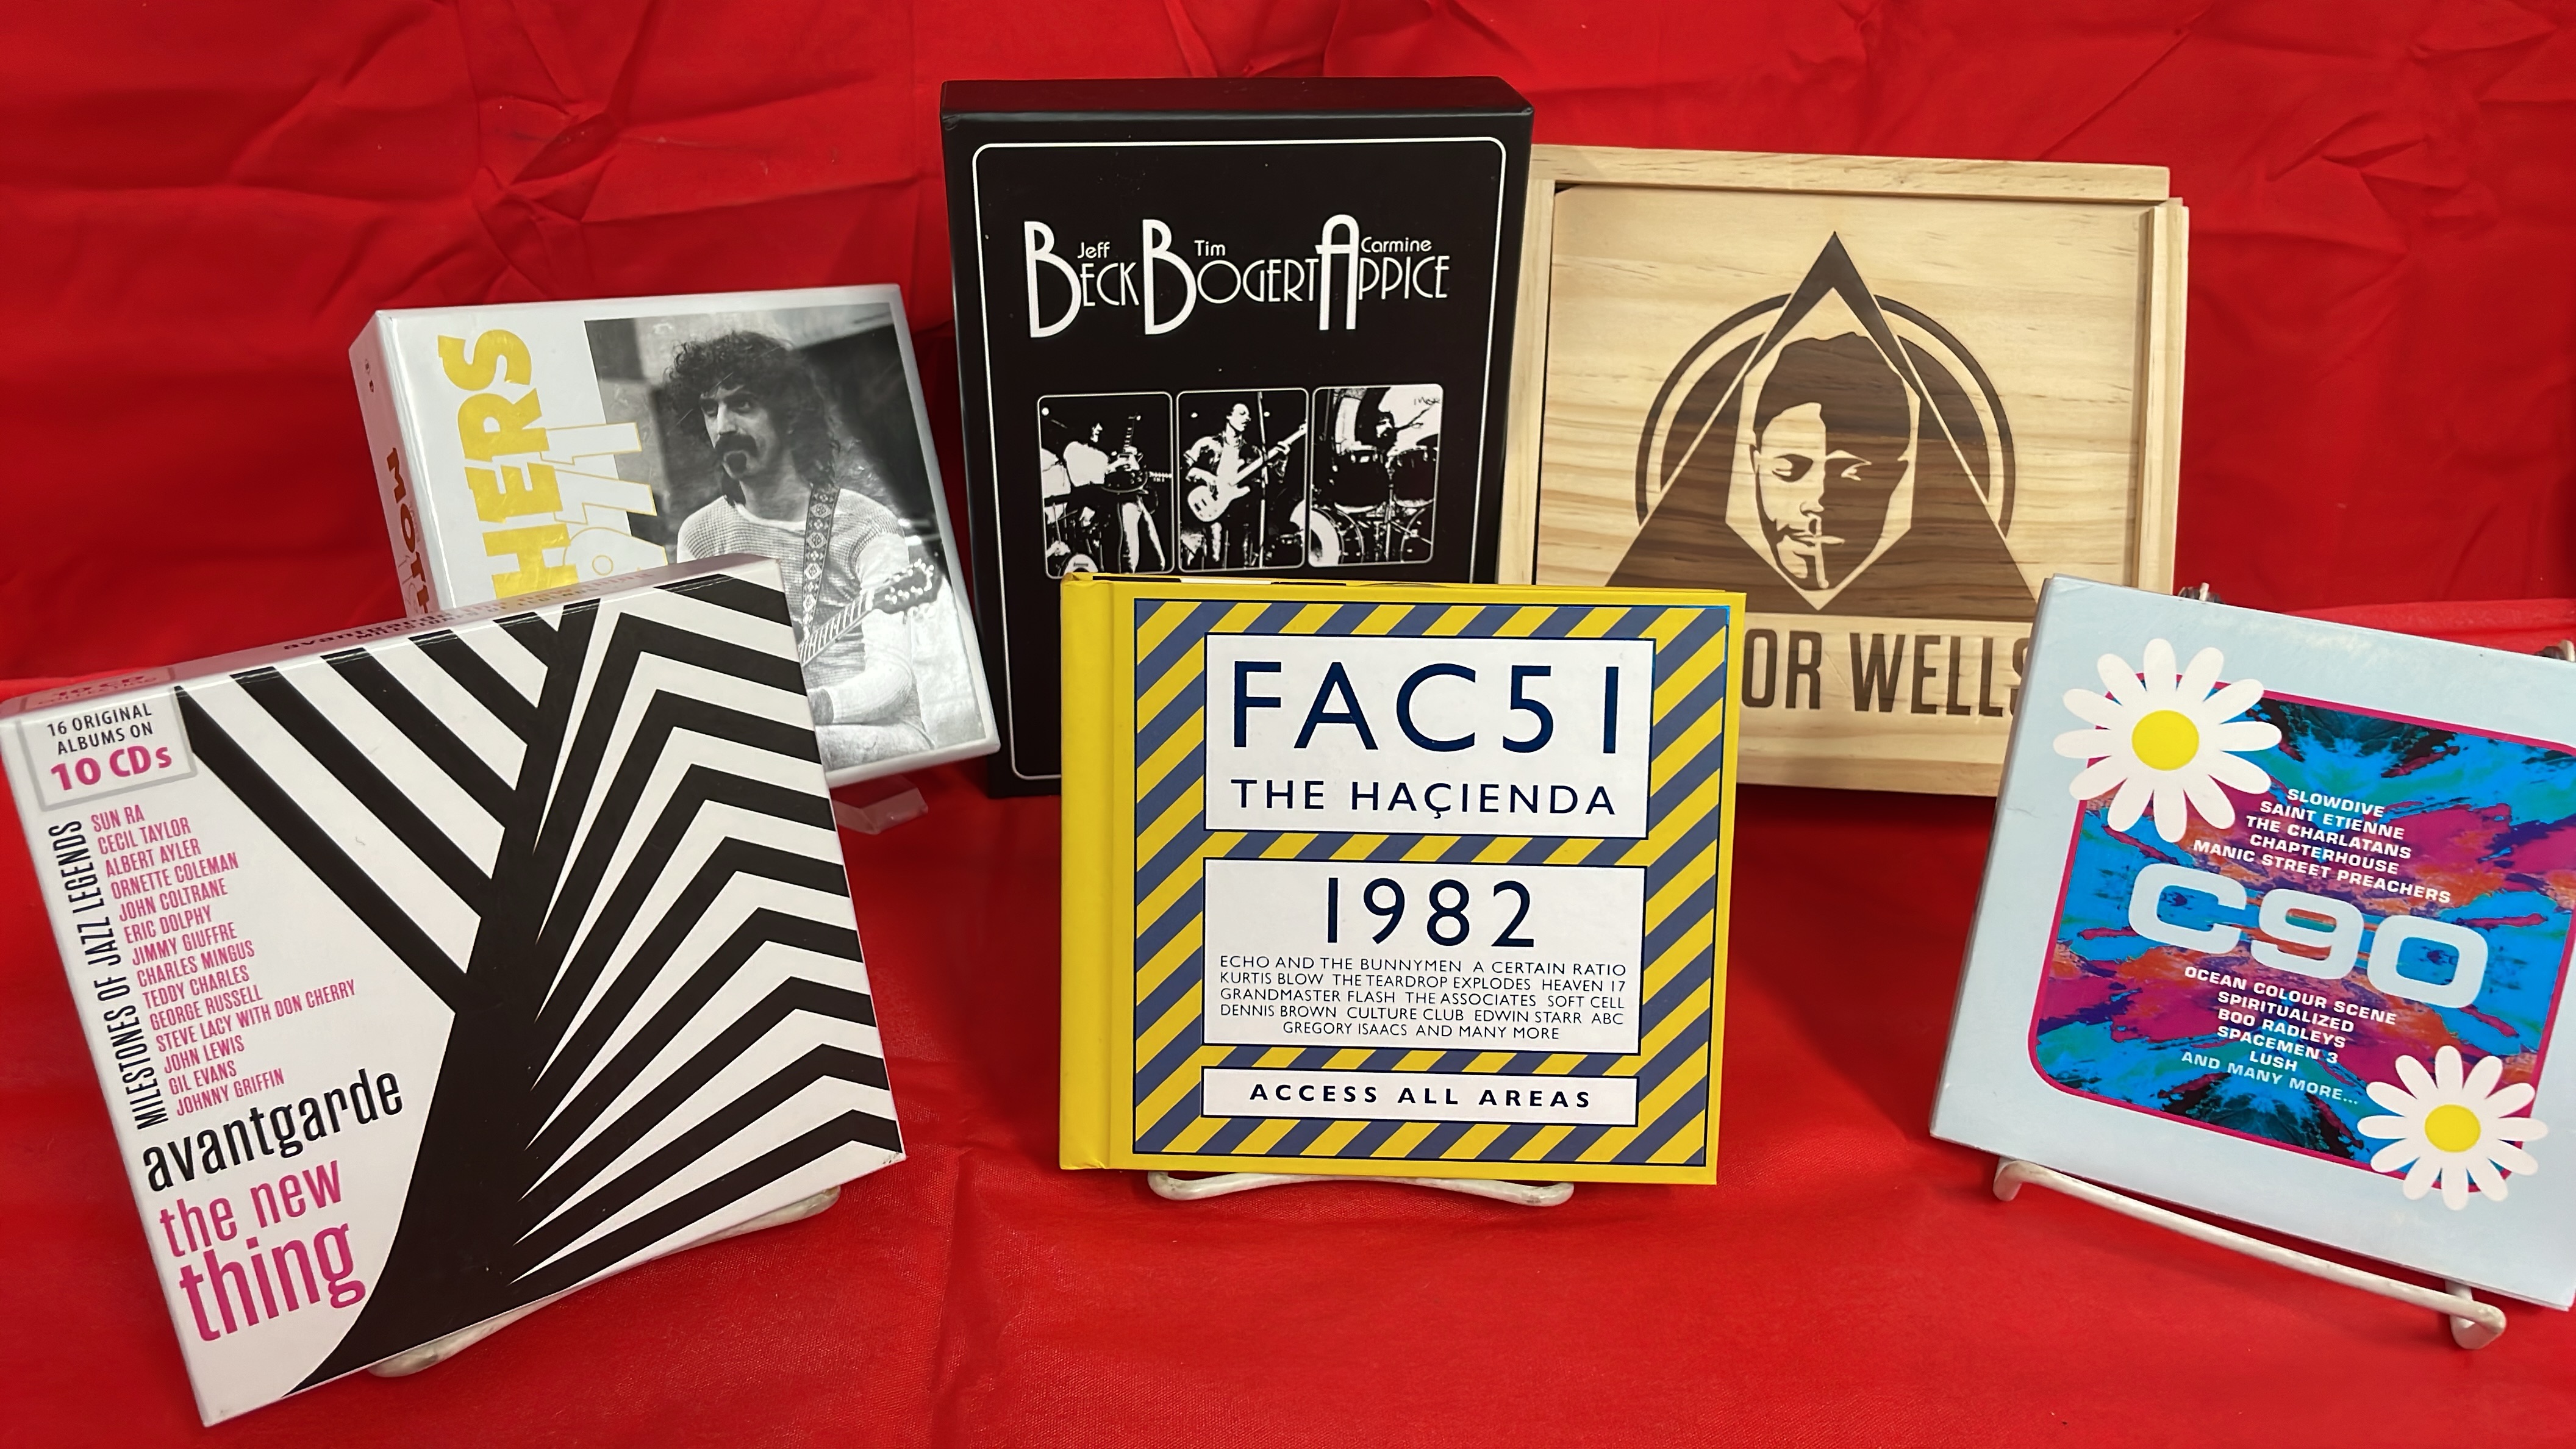 HERS
1971
MOTH
Jeff Tim Carmine
BECK BOGERT APPICE
OR WELLS
16 ORIGINAL
ALBUMS ON
10 CDs
MILESTONES OF JAZZ LEGENDS
SUN RA
CECIL TAYLOR
ALBERT AYLER
ORNETTE COLEMAN
JOHN COLTRANE
ERIC DOLPHY
JIMMY GIUFFRE
CHARLES MINGUS
TEDDY CHARLES
GEORGE RUSSELL
STEVE LACY WITH DON CHERRY
JOHN LEWIS
GIL EVANS
JOHNNY GRIFFIN
avantgarde
the new
thing
FAC 51
THE HAÇIENDA
1982
ECHO AND THE BUNNYMEN A CERTAIN RATIO
KURTIS BLOW THE TEARDROP EXPLODES HEAVEN 17
GRANDMASTER FLASH THE ASSOCIATES SOFT CELL
DENNIS BROWN CULTURE CLUB EDWIN STARR ABC
GREGORY ISAACS AND MANY MORE
ACCESS ALL AREAS
SLOWDIVE
SAINT ETIENNE
THE CHARLATANS
CHAPTERHOUSE
MANIC STREET PREACHERS
C90
OCEAN COLOUR SCENE
SPIRITUALIZED
BOO RADLEYS
SPACEMEN 3
LUSH
AND MANY MORE...